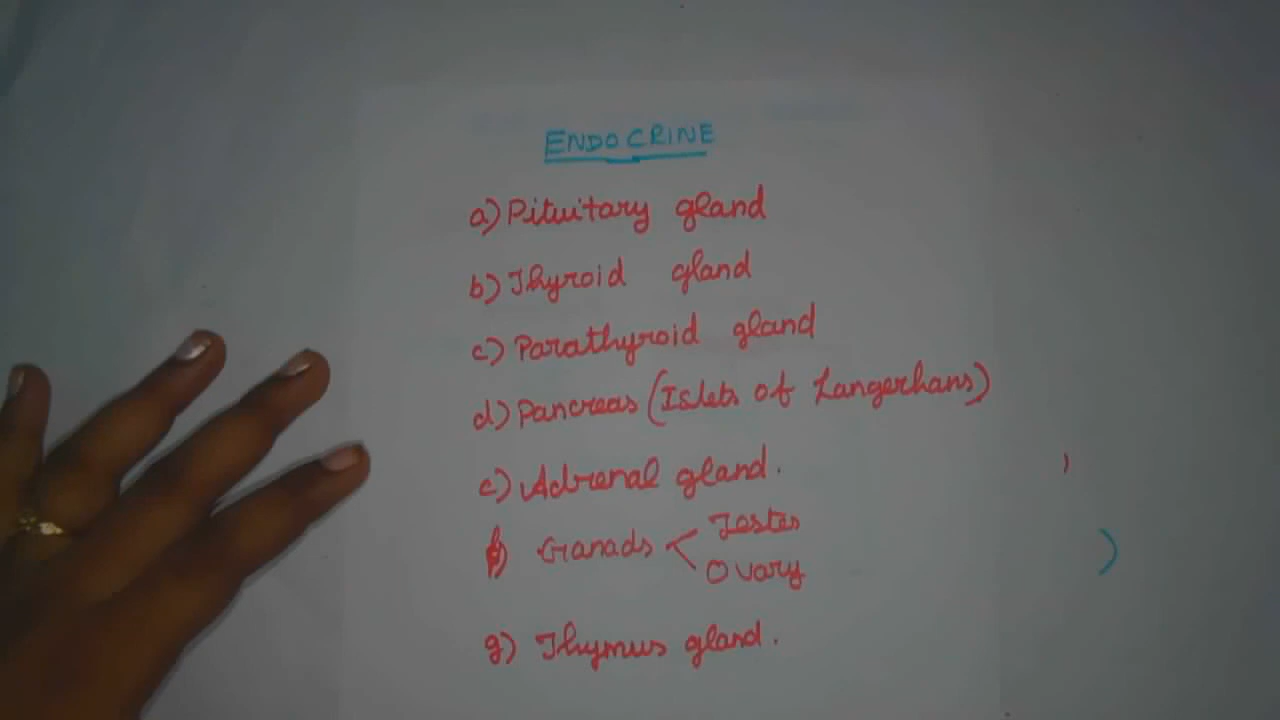 ENDOCRINE
a) Pituitary gland
b) Thyroid gland
c) Parathyroid gland
d) Pancreas (Islets of Langerhans)
e) Adrenal gland.
f) Gonads < Testes
Ovary
g) Thymus gland.